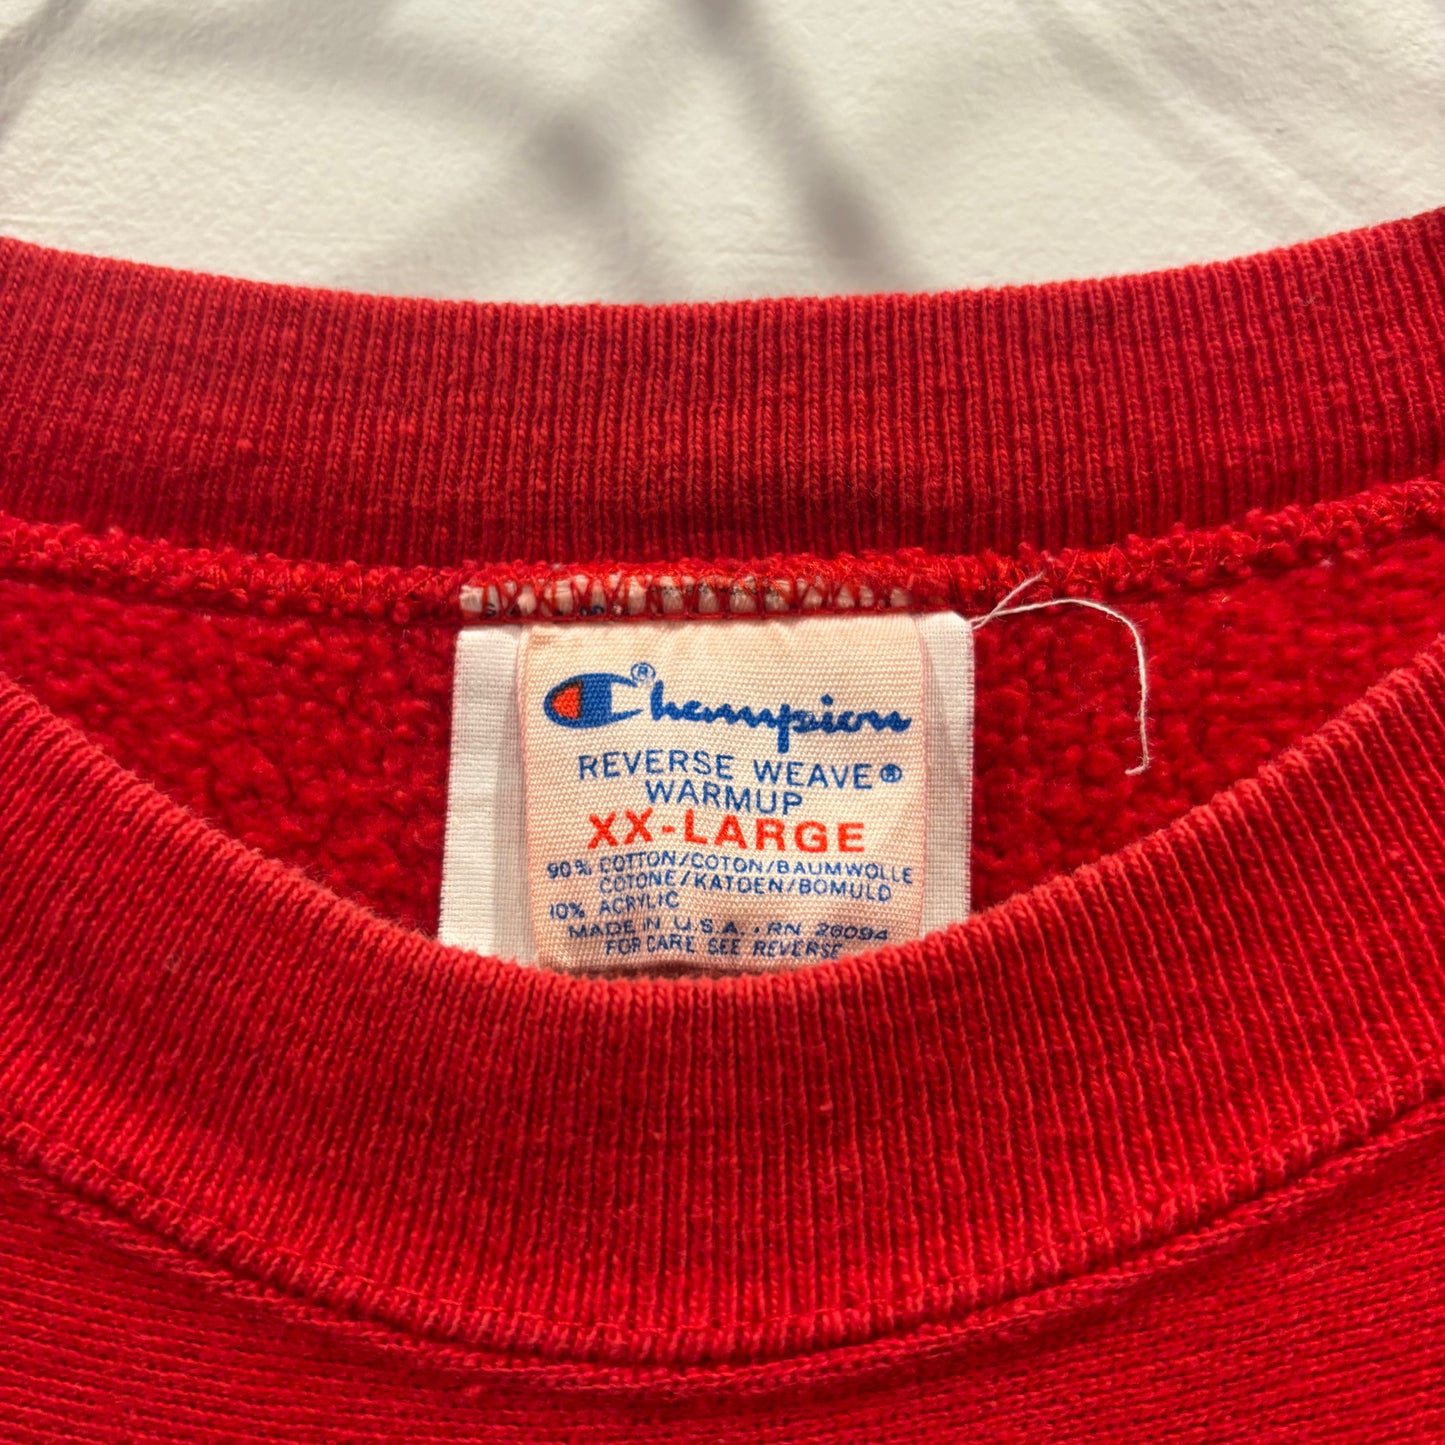 Champion®
REVERSE WEAVE®
WARMUP
XX-LARGE
90% COTTON/COTON/BAUMWOLLE
COTONE/KATOEN/BOMULD
10% ACRYLIC
MADE IN U.S.A. • RN 26094
FOR CARE SEE REVERSE